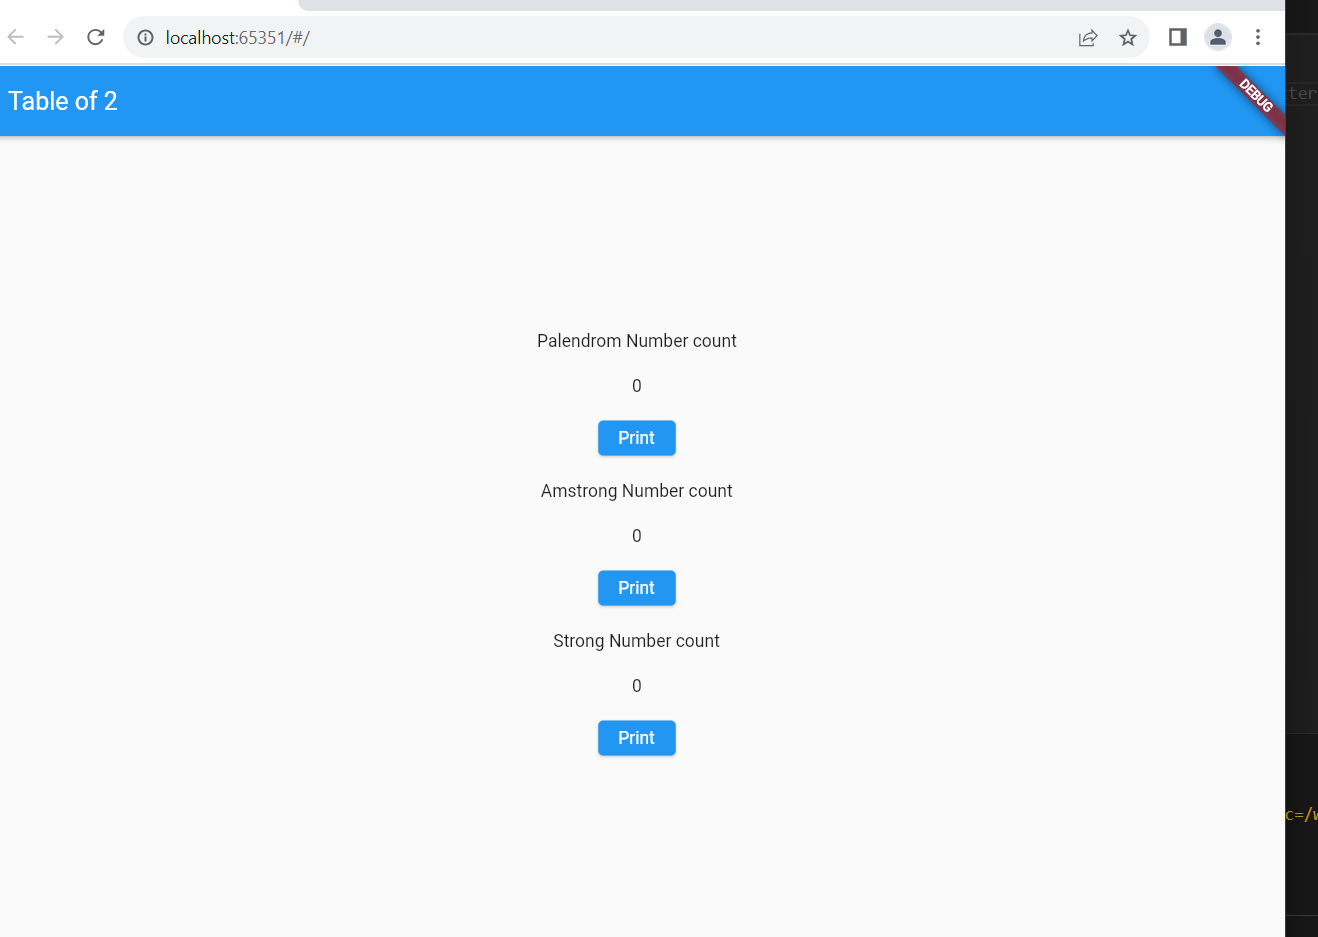 localhost:65351/#/
Table of 2
DEBUG
ter
Palendrom Number count
0
Print
Amstrong Number count
0
Print
Strong Number count
0
Print
c=/w